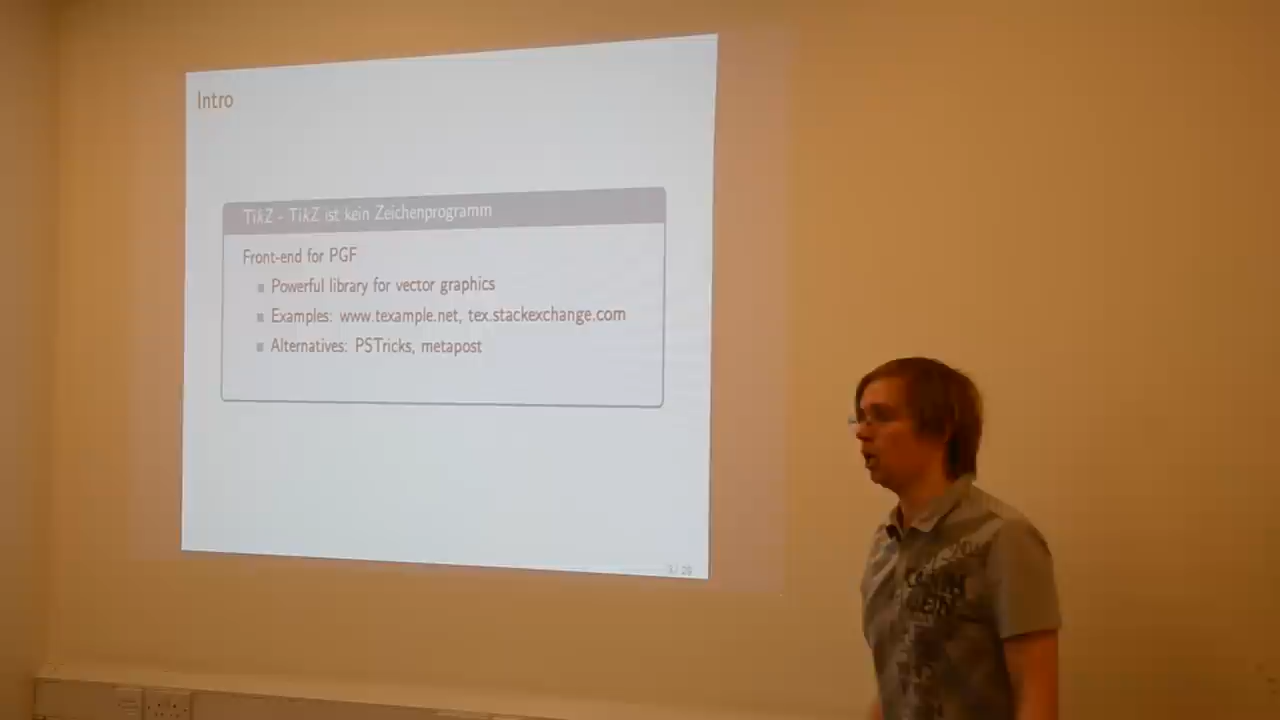 Intro
TikZ - TikZ ist kein Zeichenprogramm
Front-end for PGF
Powerful library for vector graphics
Examples: www.texample.net, tex.stackexchange.com
Alternatives: PSTricks, metapost